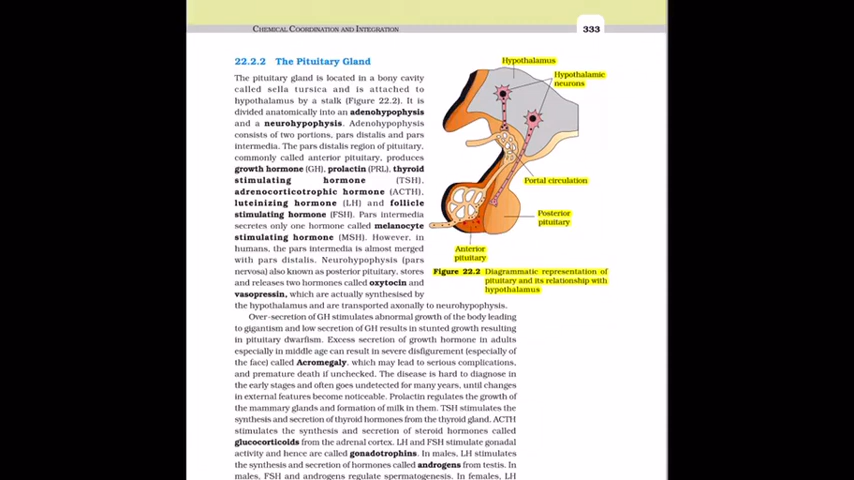 CHEMICAL COORDINATION AND INTEGRATION
333
22.2.2 The Pituitary Gland
The pituitary gland is located in a bony cavity
called sella tursica and is attached to
hypothalamus by a stalk (Figure 22.2). It is
divided anatomically into an adenohypophysis
and a neurohypophysis. Adenohypophysis
consists of two portions, pars distalis and pars
intermedia. The pars distalis region of pituitary,
commonly called anterior pituitary, produces
growth hormone (GH), prolactin (PRL), thyroid
stimulating hormone (TSH),
adrenocorticotrophic hormone (ACTH),
luteinizing hormone (LH) and follicle
stimulating hormone (FSH). Pars intermedia
secretes only one hormone called melanocyte
stimulating hormone (MSH). However, in
humans, the pars intermedia is almost merged
with pars distalis. Neurohypophysis (pars
nervosa) also known as posterior pituitary, stores
and releases two hormones called oxytocin and
vasopressin, which are actually synthesised by
the hypothalamus and are transported axonally to neurohypophysis.
Over-secretion of GH stimulates abnormal growth of the body leading
to gigantism and low secretion of GH results in stunted growth resulting
in pituitary dwarfism. Excess secretion of growth hormone in adults
especially in middle age can result in severe disfigurement (especially of
the face) called Acromegaly, which may lead to serious complications,
and premature death if unchecked. The disease is hard to diagnose in
the early stages and often goes undetected for many years, until changes
in external features become noticeable. Prolactin regulates the growth of
the mammary glands and formation of milk in them. TSH stimulates the
synthesis and secretion of thyroid hormones from the thyroid gland. ACTH
stimulates the synthesis and secretion of steroid hormones called
glucocorticoids from the adrenal cortex. LH and FSH stimulate gonadal
activity and hence are called gonadotrophins. In males, LH stimulates
the synthesis and secretion of hormones called androgens from testis. In
males, FSH and androgens regulate spermatogenesis. In females, LH
Hypothalamus
Hypothalamic
neurons
Portal circulation
Posterior
pituitary
Anterior
pituitary
Figure 22.2 Diagrammatic representation of
pituitary and its relationship with
hypothalamus